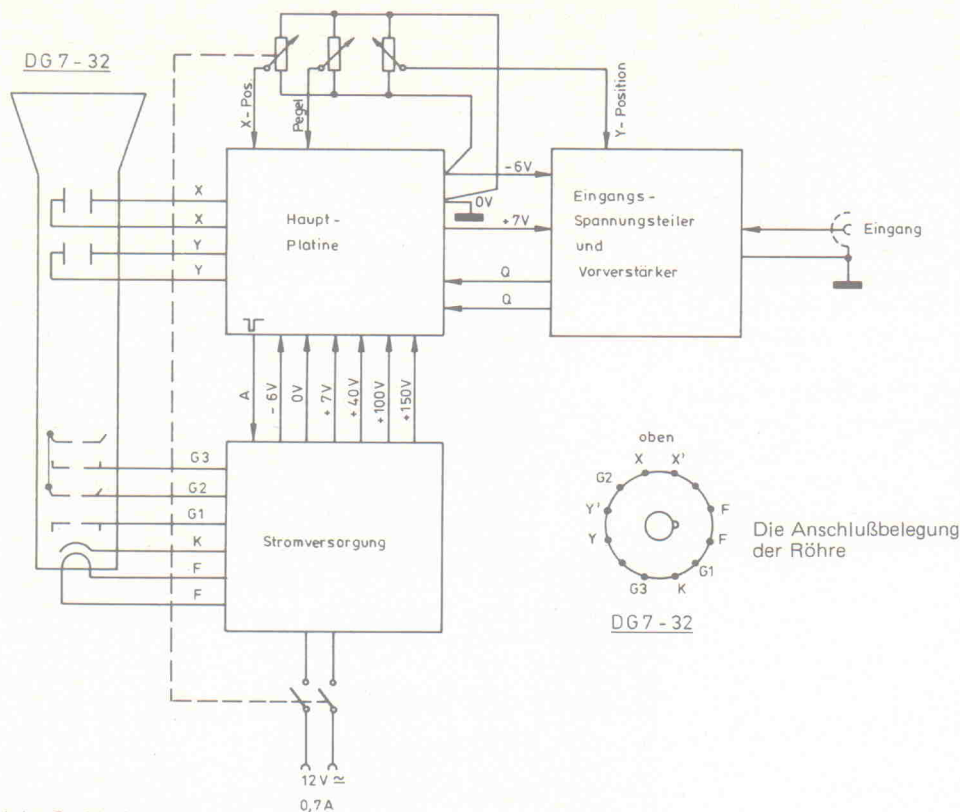 DG 7 - 32
X - Pos.
Pegel
Y - Position
X
X
Y
Y
Haupt -
Platine
-6V
0V
+7V
Q
Q
Eingangs -
Spannungsteiler
und
Vorverstärker
Eingang
A
- 6V
0V
+ 7V
+ 40V
+100V
+150V
G3
G2
G1
K
F
F
Stromversorgung
12V ≃
0,7A
oben
X X'
G2
Y'
Y
F
F
G1
G3 K
DG 7 - 32
Die Anschlußbelegung
der Röhre